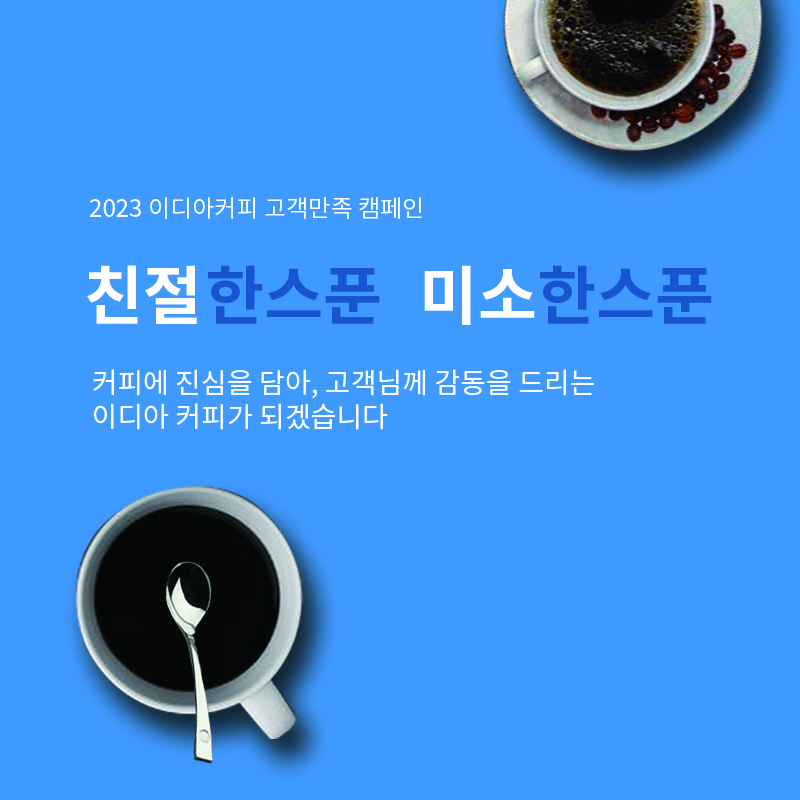 2023 이디아커피 고객만족 캠페인
친절한스푼 미소한스푼
커피에 진심을 담아, 고객님께 감동을 드리는
이디아 커피가 되겠습니다